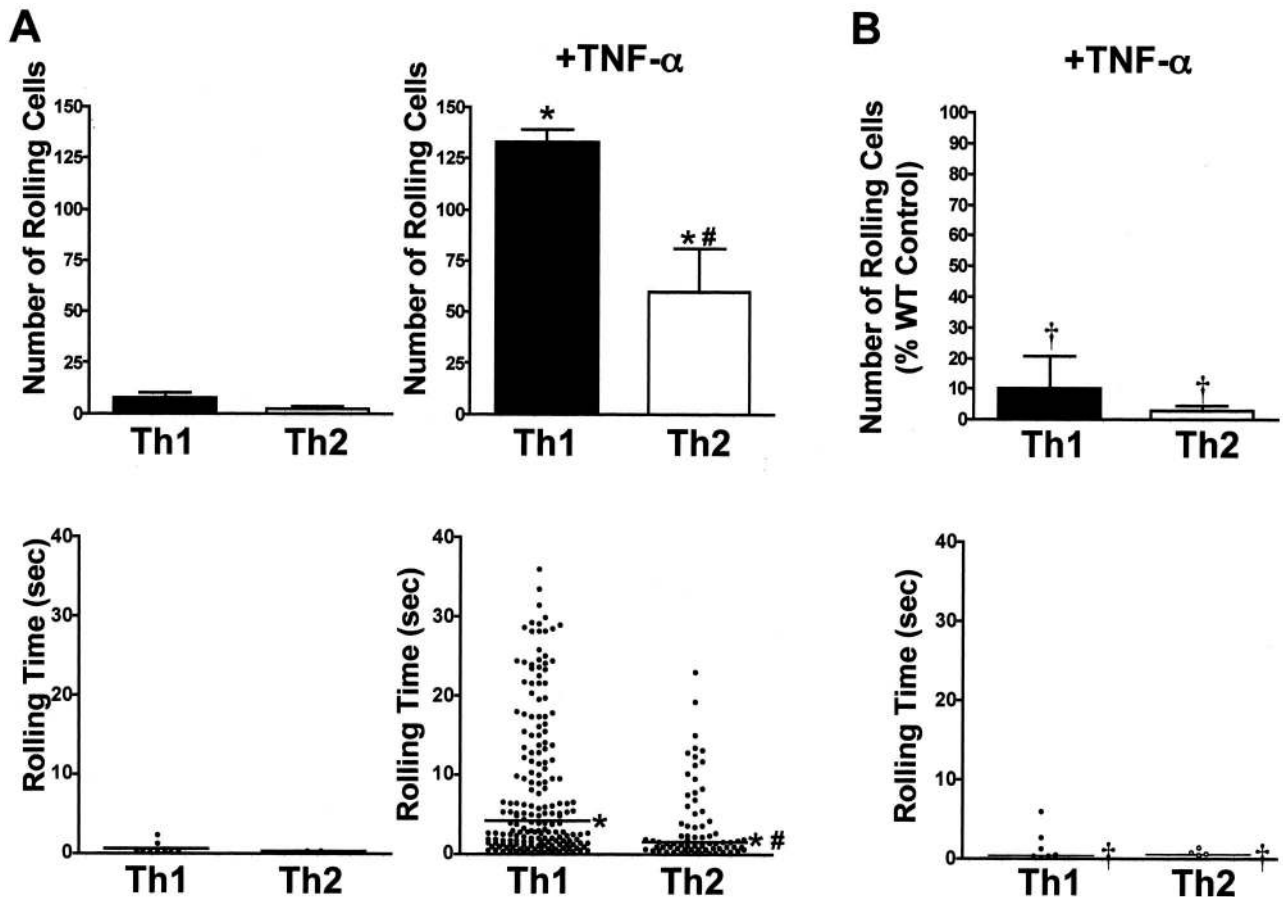 A
B
+TNF-α
+TNF-α
Number of Rolling Cells
150
125
100
75
50
25
0
Th1
Th2
Number of Rolling Cells
150
125
100
75
50
25
0
*
* #
Th1
Th2
Number of Rolling Cells
(% WT Control)
100
90
80
70
60
50
40
30
20
10
0
†
†
Th1
Th2
Rolling Time (sec)
40
30
20
10
0
Th1
Th2
Rolling Time (sec)
40
30
20
10
0
*
* #
Th1
Th2
Rolling Time (sec)
40
30
20
10
0
†
†
Th1
Th2